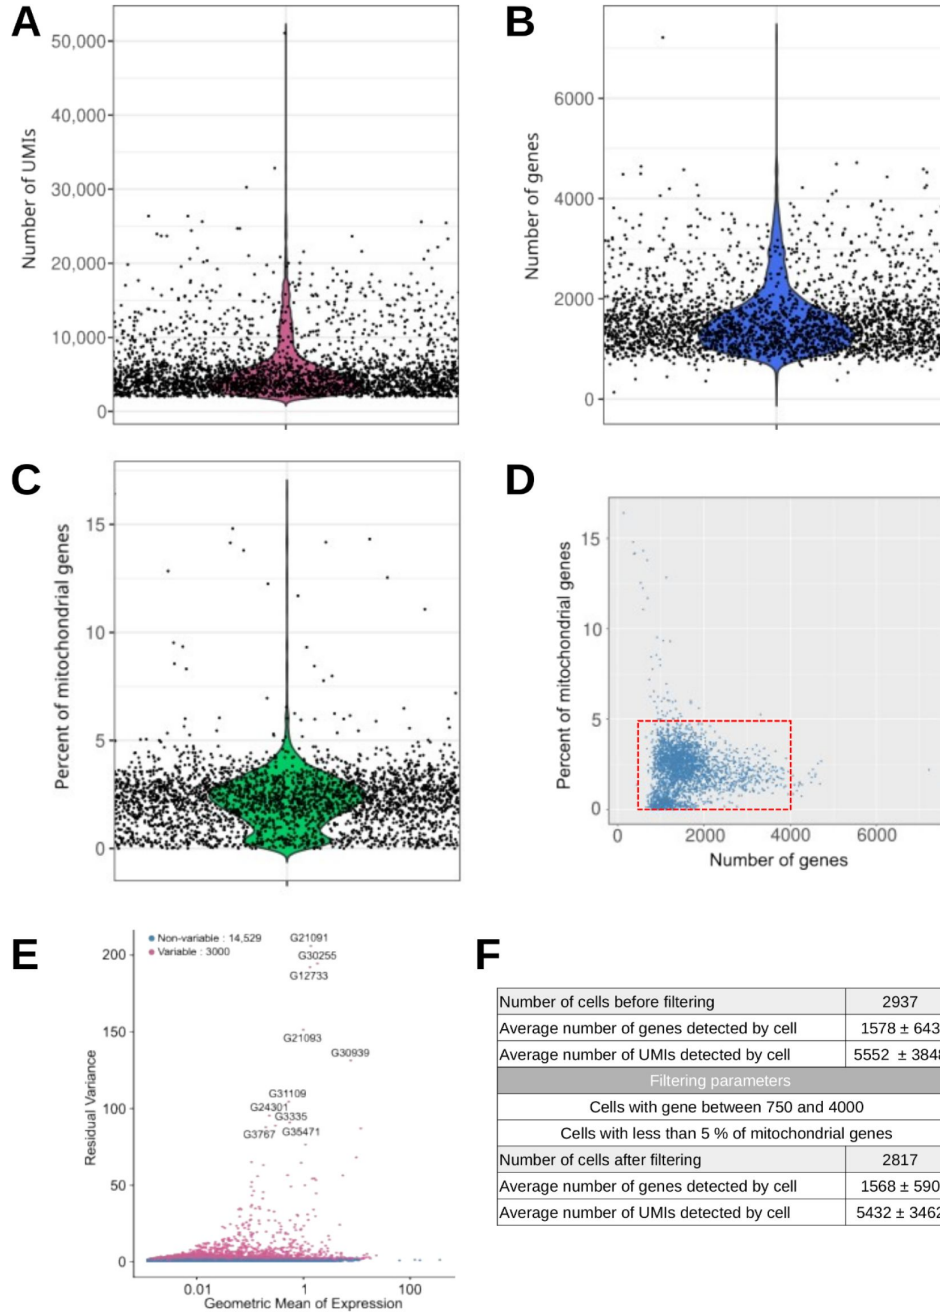 A
Number of UMIs
50,000
40,000
30,000
20,000
10,000
0
B
Number of genes
6000
4000
2000
0
C
Percent of mitochondrial genes
15
10
5
0
D
Percent of mitochondrial genes
15
10
5
0
0 2000 4000 6000
Number of genes
E
Non-variable : 14,529
Variable : 3000
G21091
G30255
G12733
G21093
G30939
G31109
G24301
G3335
G3767
G35471
Residual Variance
200
150
100
50
0
0.01 1 100
Geometric Mean of Expression
F
Number of cells before filtering 2937
Average number of genes detected by cell 1578 ± 643
Average number of UMIs detected by cell 5552 ± 3848
Filtering parameters
Cells with gene between 750 and 4000
Cells with less than 5 % of mitochondrial genes
Number of cells after filtering 2817
Average number of genes detected by cell 1568 ± 590
Average number of UMIs detected by cell 5432 ± 3462